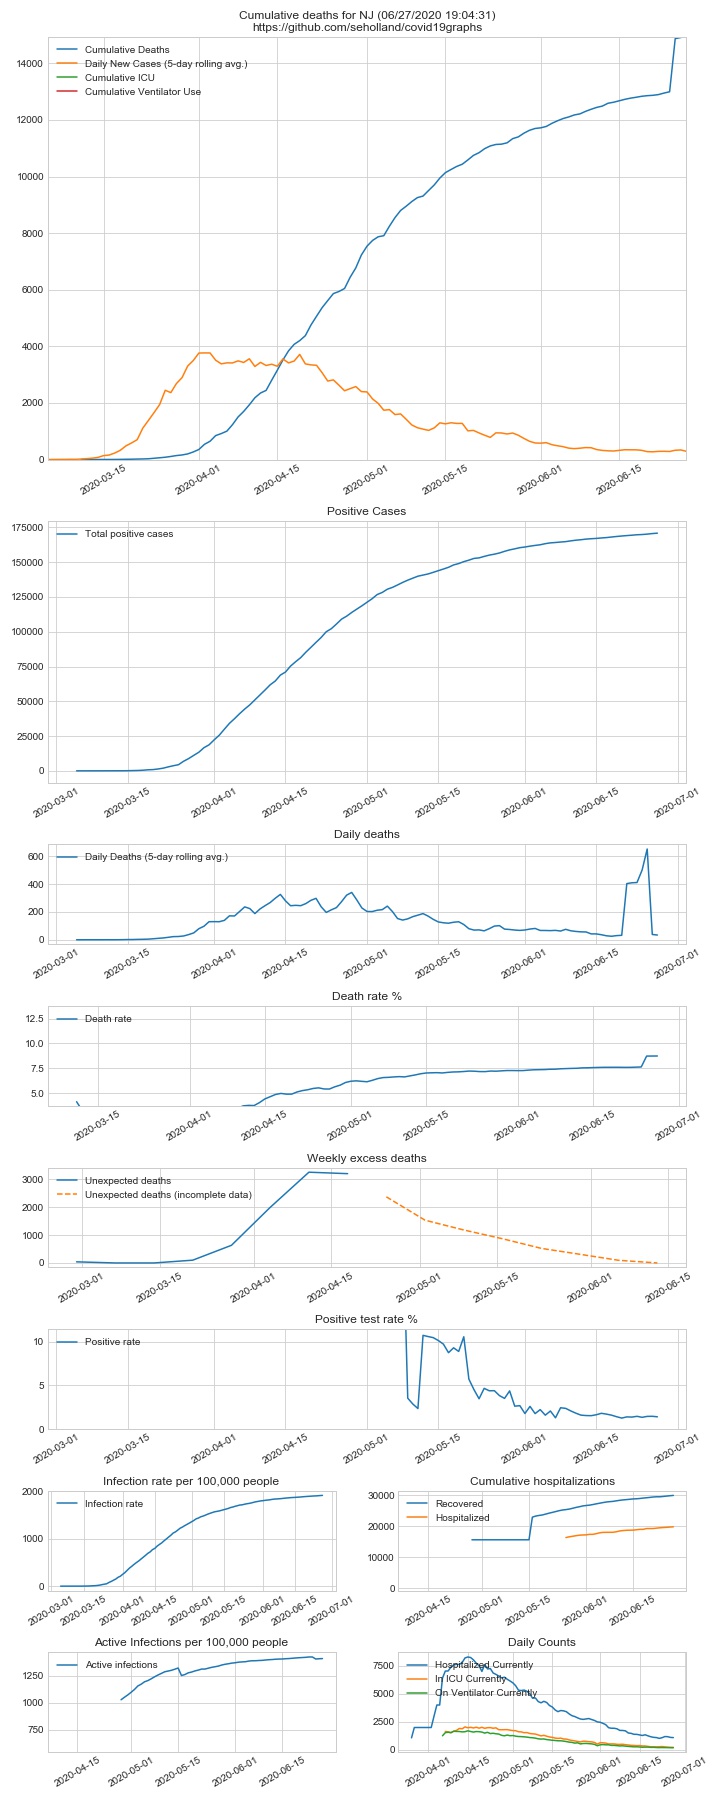 Cumulative deaths for NJ (06/27/2020 19:04:31)
https://github.com/seholland/covid19graphs
Cumulative Deaths
Daily New Cases (5-day rolling avg.)
Cumulative ICU
Cumulative Ventilator Use
14000
12000
10000
8000
6000
4000
2000
0
2020-03-15 2020-04-01 2020-04-15 2020-05-01 2020-05-15 2020-06-01 2020-06-15
Positive Cases
Total positive cases
175000
150000
125000
100000
75000
50000
25000
0
2020-03-01 2020-03-15 2020-04-01 2020-04-15 2020-05-01 2020-05-15 2020-06-01 2020-06-15 2020-07-01
Daily deaths
Daily Deaths (5-day rolling avg.)
600
400
200
0
2020-03-01 2020-03-15 2020-04-01 2020-04-15 2020-05-01 2020-05-15 2020-06-01 2020-06-15 2020-07-01
Death rate %
Death rate
12.5
10.0
7.5
5.0
2020-03-15 2020-04-01 2020-04-15 2020-05-01 2020-05-15 2020-06-01 2020-06-15 2020-07-01
Weekly excess deaths
Unexpected deaths
Unexpected deaths (incomplete data)
3000
2000
1000
0
2020-03-01 2020-03-15 2020-04-01 2020-04-15 2020-05-01 2020-05-15 2020-06-01 2020-06-15
Positive test rate %
Positive rate
10
5
0
2020-03-01 2020-03-15 2020-04-01 2020-04-15 2020-05-01 2020-05-15 2020-06-01 2020-06-15 2020-07-01
Infection rate per 100,000 people
Infection rate
2000
1000
0
2020-03-01 2020-03-15 2020-04-01 2020-04-15 2020-05-01 2020-05-15 2020-06-01 2020-06-15 2020-07-01
Cumulative hospitalizations
Recovered
Hospitalized
30000
20000
10000
0
2020-04-15 2020-05-01 2020-05-15 2020-06-01 2020-06-15
Active Infections per 100,000 people
Active infections
1250
1000
750
2020-04-15 2020-05-01 2020-05-15 2020-06-01 2020-06-15
Daily Counts
Hospitalized Currently
In ICU Currently
On Ventilator Currently
7500
5000
2500
0
2020-04-01 2020-04-15 2020-05-01 2020-05-15 2020-06-01 2020-06-15 2020-07-01